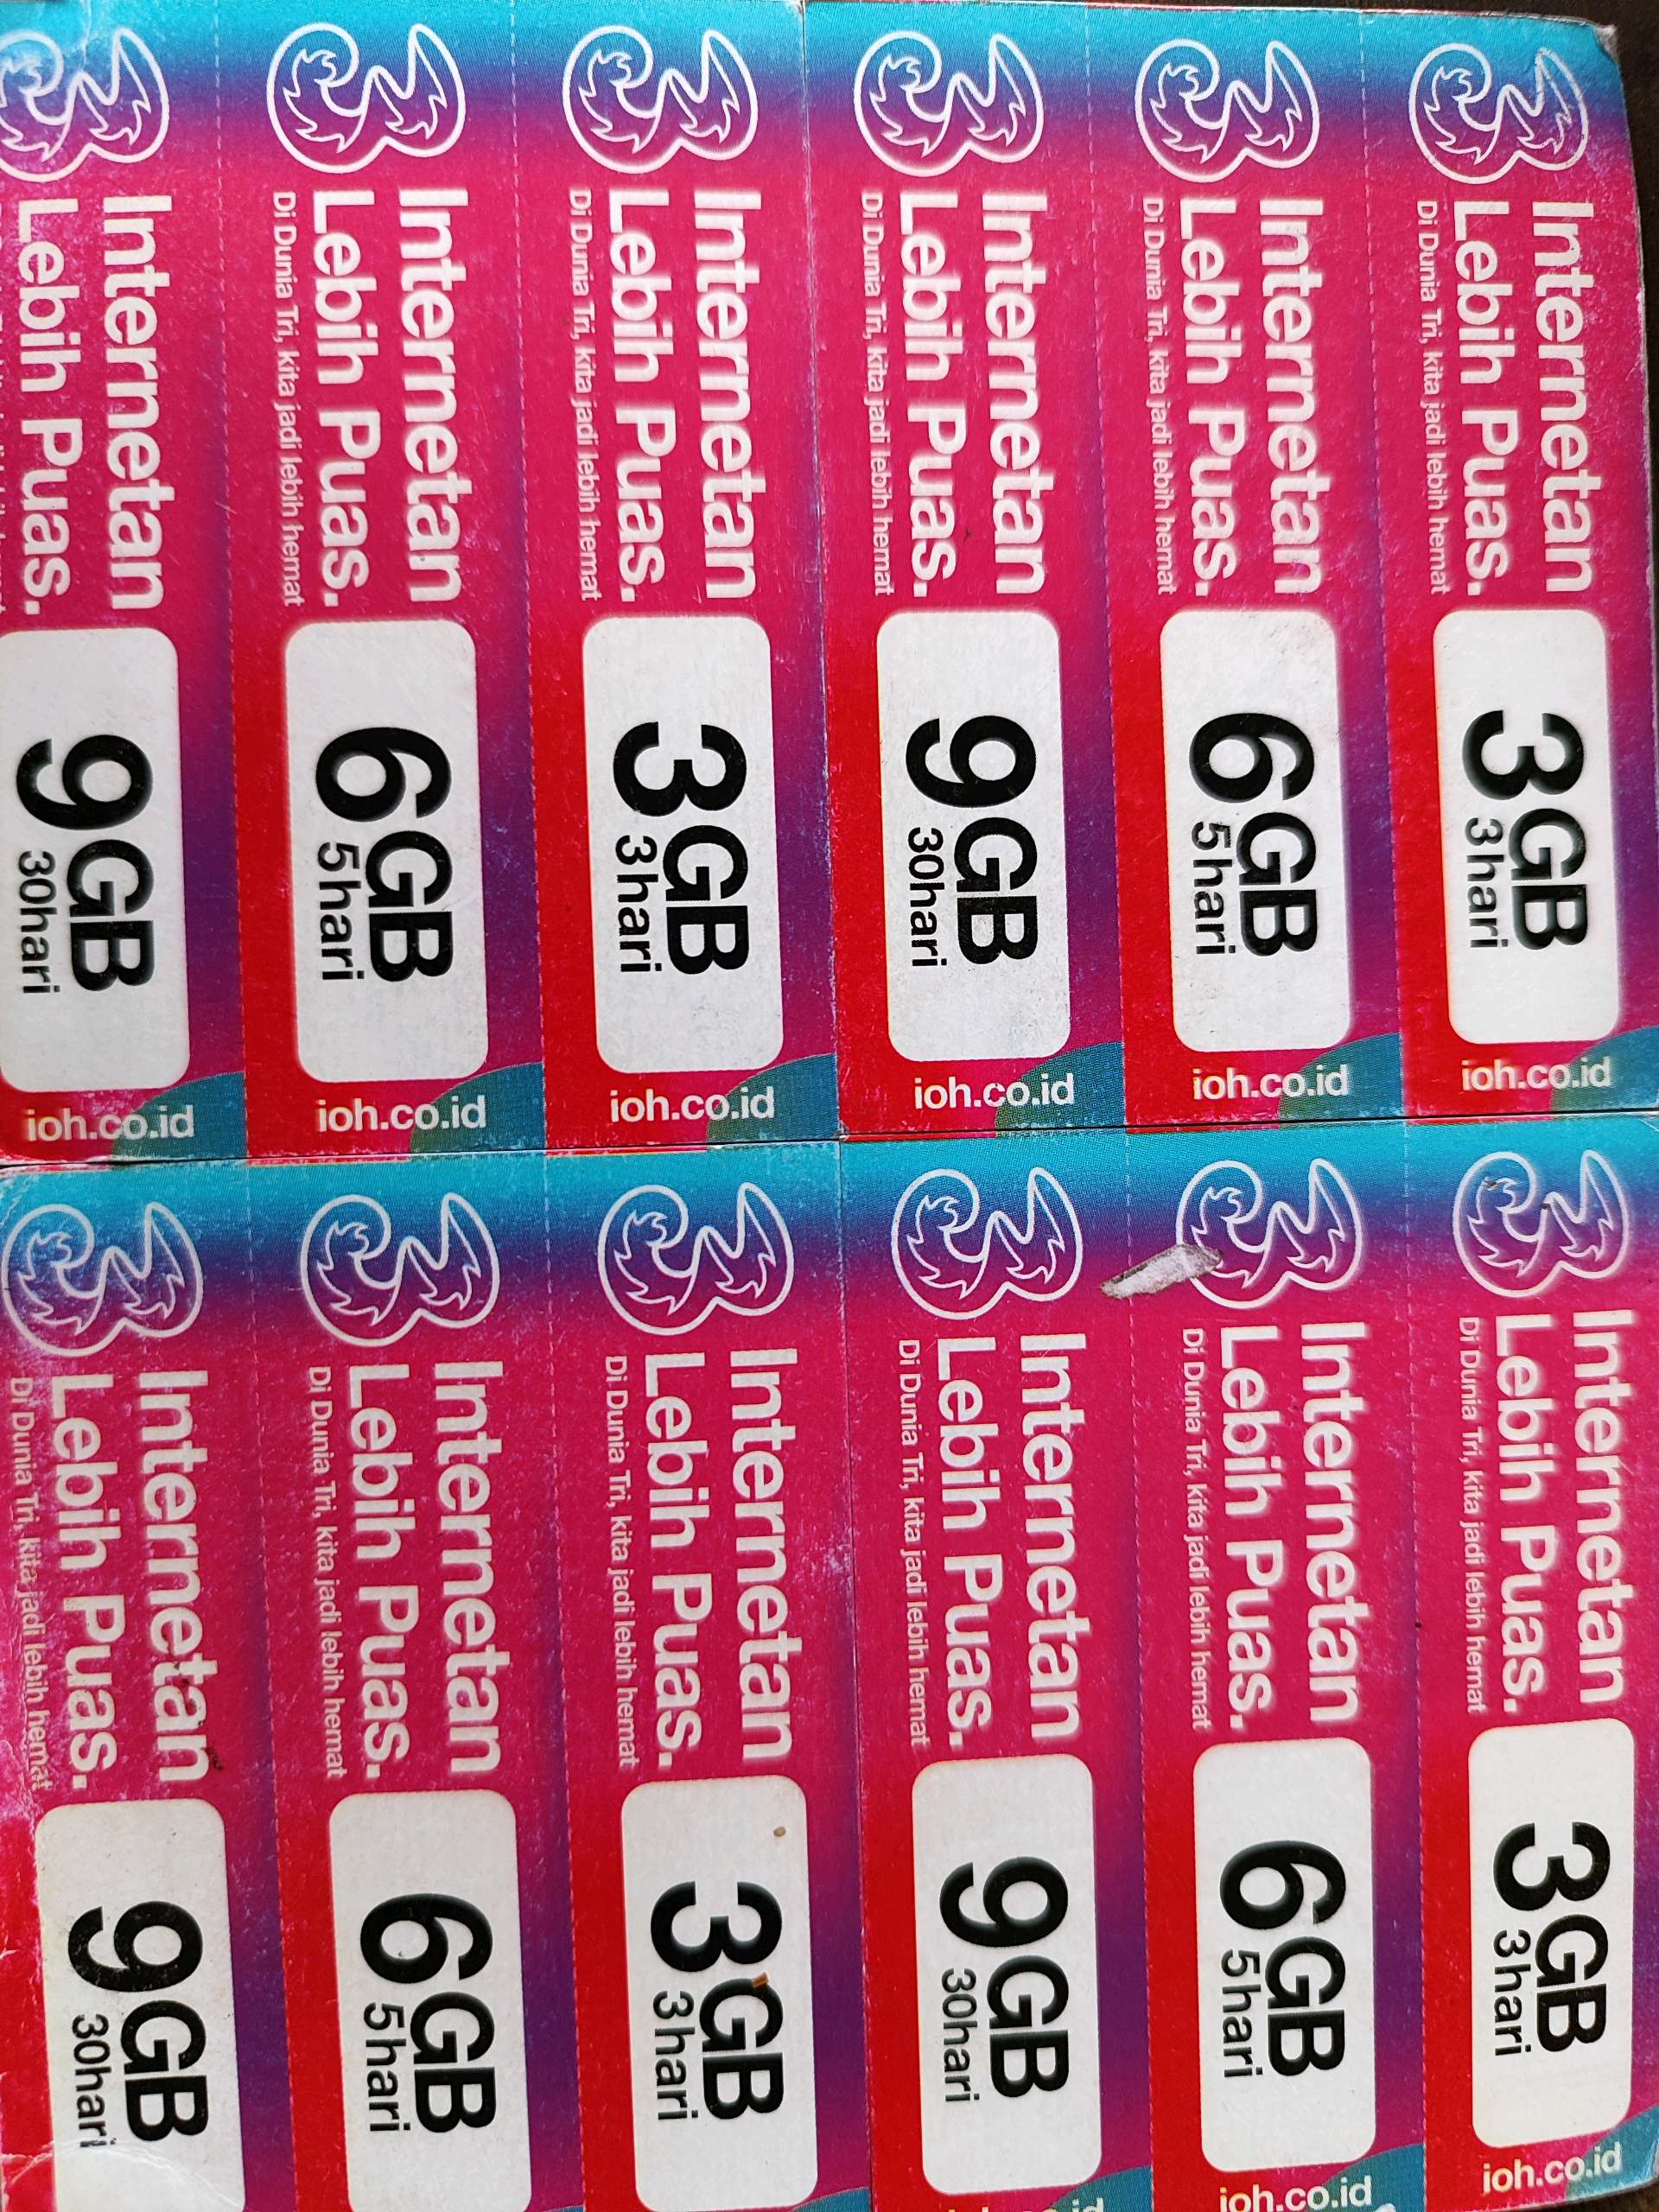 Internetan
Lebih Puas.
Di Dunia Tri, kita jadi lebih hemat
3GB
3hari
ioh.co.id
Internetan
Lebih Puas.
Di Dunia Tri, kita jadi lebih hemat
6GB
5hari
ioh.co.id
Internetan
Lebih Puas.
Di Dunia Tri, kita jadi lebih hemat
9GB
30hari
ioh.co.id
Internetan
Lebih Puas.
Di Dunia Tri, kita jadi lebih hemat
3GB
3hari
ioh.co.id
Internetan
Lebih Puas.
Di Dunia Tri, kita jadi lebih hemat
6GB
5hari
ioh.co.id
Internetan
Lebih Puas.
9GB
30hari
ioh.co.id
Internetan
Lebih Puas.
Di Dunia Tri, kita jadi lebih hemat
3GB
3hari
ioh.co.id
Internetan
Lebih Puas.
Di Dunia Tri, kita jadi lebih hemat
6GB
5hari
ioh.co.id
Internetan
Lebih Puas.
Di Dunia Tri, kita jadi lebih hemat
9GB
30hari
Internetan
Lebih Puas.
Di Dunia Tri, kita jadi lebih hemat
3GB
3hari
Internetan
Lebih Puas.
Di Dunia Tri, kita jadi lebih hemat
6GB
5hari
Internetan
Lebih Puas.
Di Dunia Tri, kita jadi lebih hemat
9GB
30hari